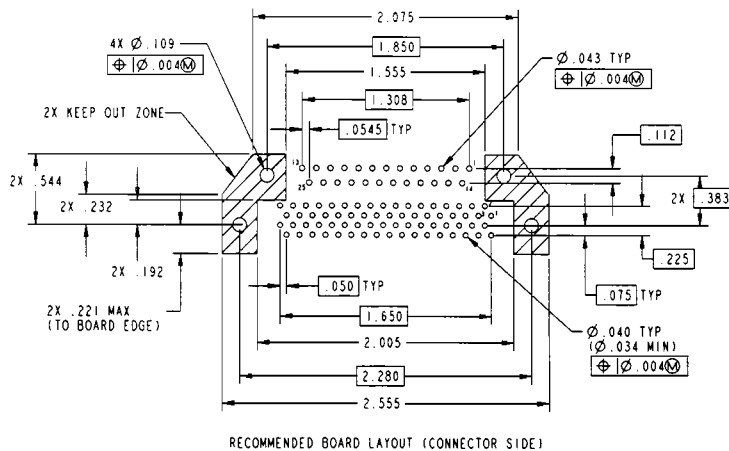 2.075
4X Ø .109
⌖ Ø .004Ⓜ
1.850
Ø .043 TYP
⌖ Ø .004Ⓜ
1.555
2X KEEP OUT ZONE
1.308
.0545 TYP
.112
13
1
25
14
2X .544
2X .232
2X .383
1
2X .192
.225
.050 TYP
.075 TYP
2X .221 MAX
(TO BOARD EDGE)
1.650
Ø .040 TYP
(Ø .034 MIN)
⌖ Ø .004Ⓜ
2.005
2.280
2.555
RECOMMENDED BOARD LAYOUT (CONNECTOR SIDE)